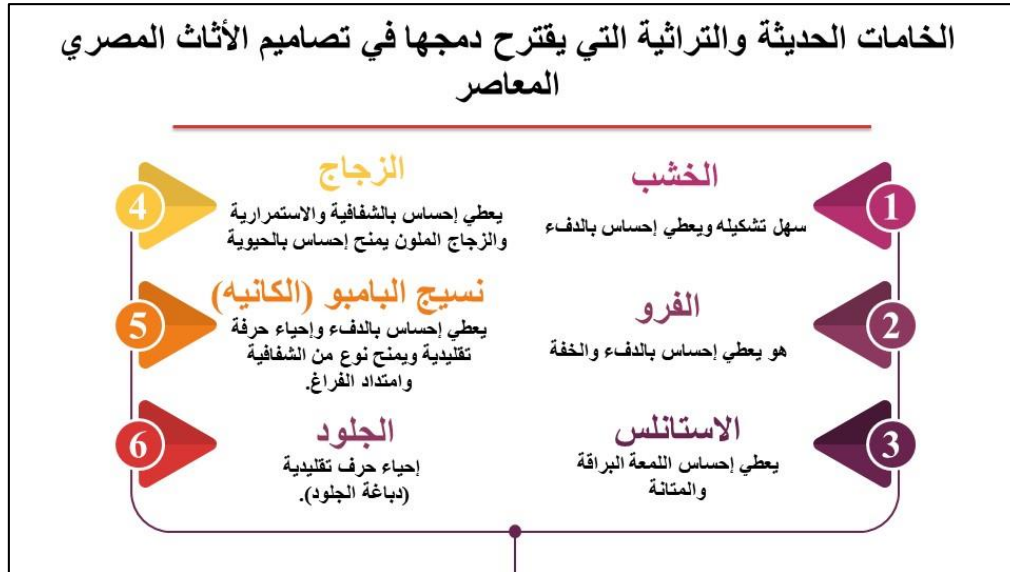 الخامات الحديثة والتراثية التي يقترح دمجها في تصاميم الأثاث المصري
المعاصر
1
الخشب
سهل تشكيله ويعطي إحساس بالدفء
2
الفرو
هو يعطي إحساس بالدفء والخفة
3
الاستانلس
يعطي إحساس اللمعة البراقة
والمتانة
4
الزجاج
يعطي إحساس بالشفافية والاستمرارية
والزجاج الملون يمنح إحساس بالحيوية
5
نسيج البامبو (الكانيه)
يعطي إحساس بالدفء وإحياء حرفة
تقليدية ويمنح نوع من الشفافية
وامتداد الفراغ.
6
الجلود
إحياء حرف تقليدية
(دباغة الجلود).